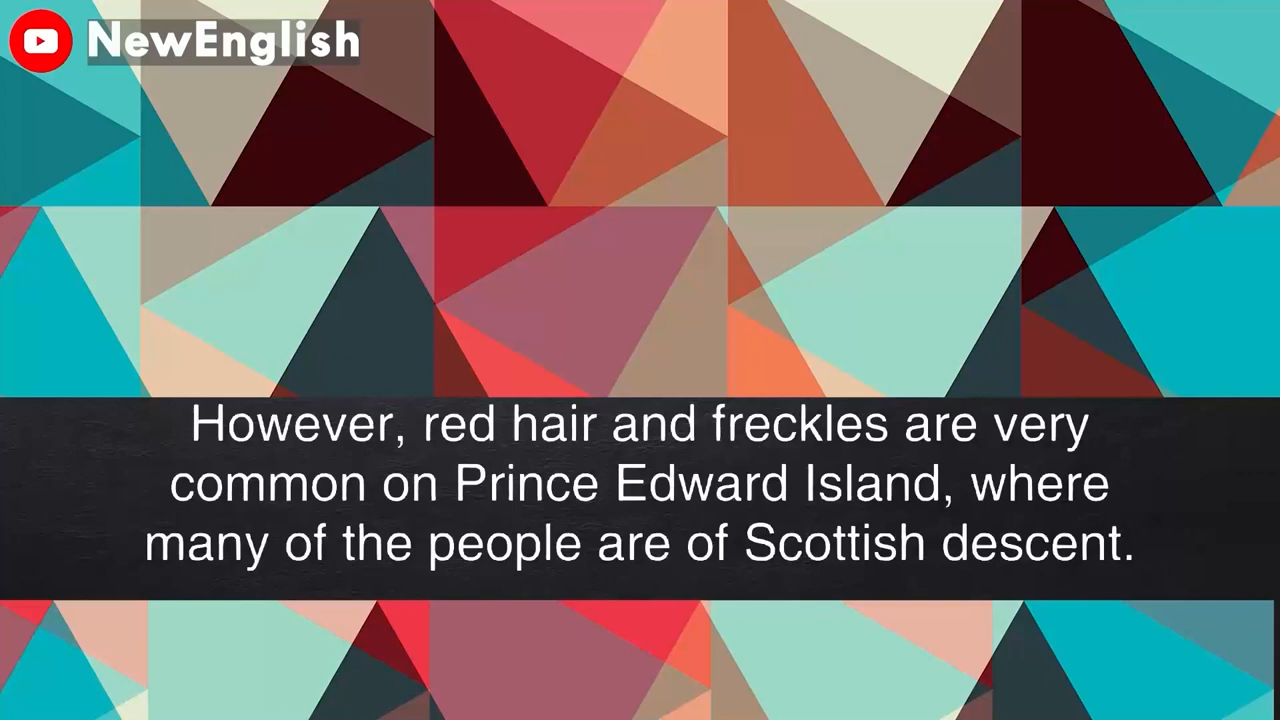 NewEnglish
However, red hair and freckles are very
common on Prince Edward Island, where
many of the people are of Scottish descent.